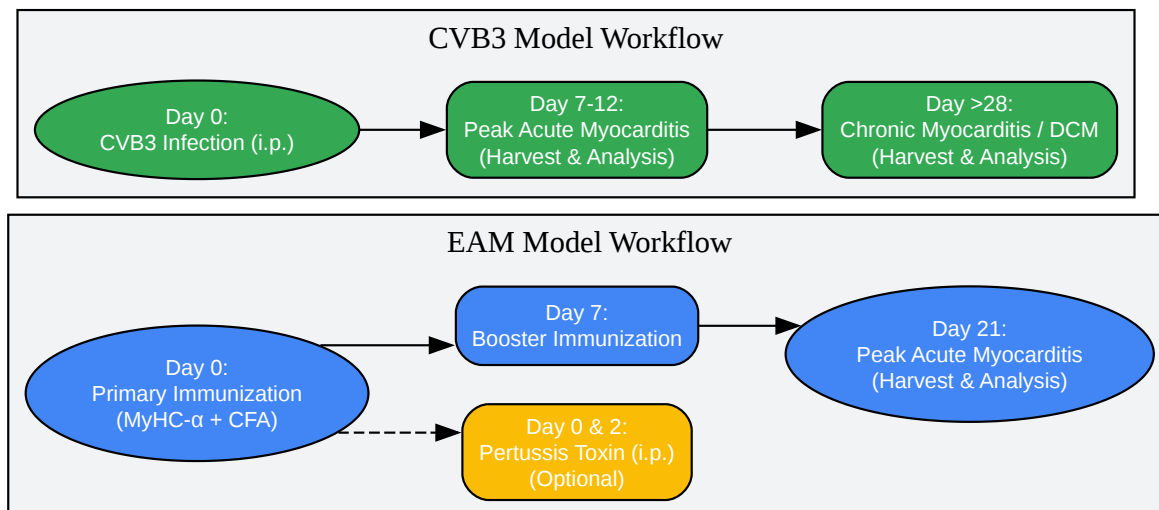 CVB3 Model Workflow
Day 0:
CVB3 Infection (i.p.)
Day 7-12:
Peak Acute Myocarditis
(Harvest & Analysis)
Day >28:
Chronic Myocarditis / DCM
(Harvest & Analysis)
EAM Model Workflow
Day 0:
Primary Immunization
(MyHC-α + CFA)
Day 7:
Booster Immunization
Day 0 & 2:
Pertussis Toxin (i.p.)
(Optional)
Day 21:
Peak Acute Myocarditis
(Harvest & Analysis)